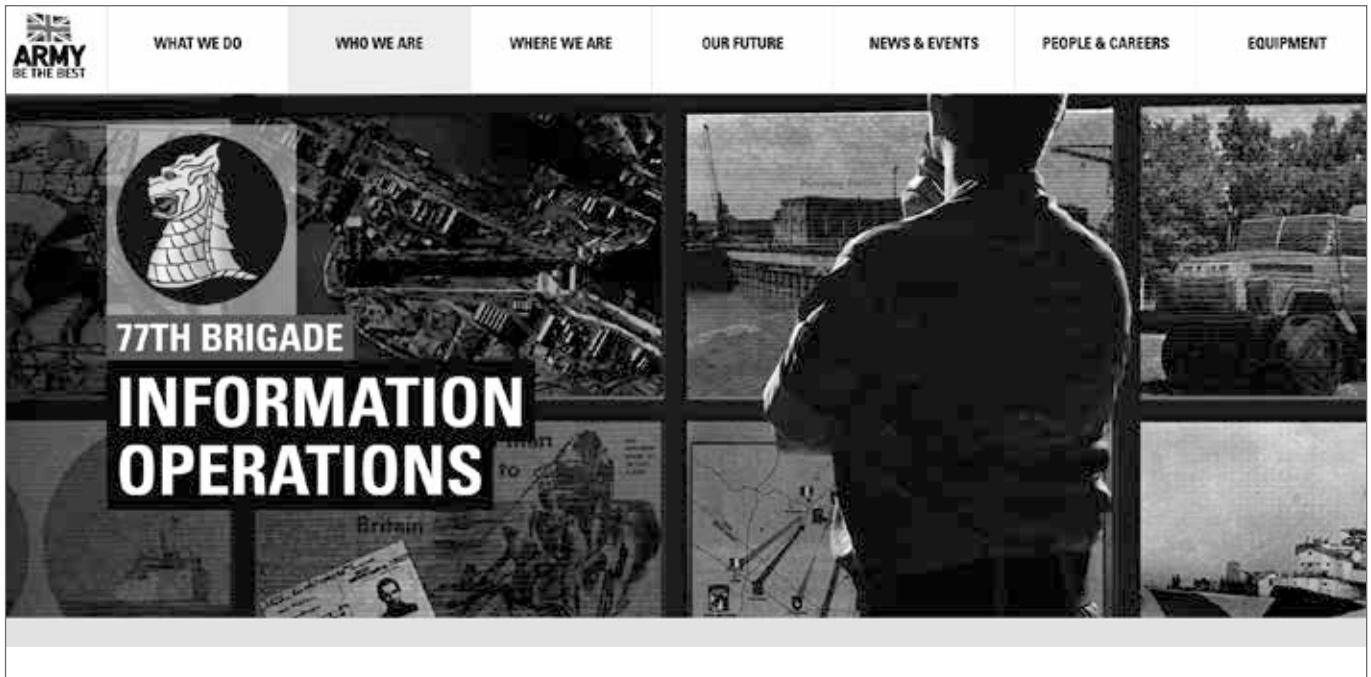 ARMY
BE THE BEST
WHAT WE DO
WHO WE ARE
WHERE WE ARE
OUR FUTURE
NEWS & EVENTS
PEOPLE & CAREERS
EQUIPMENT
77TH BRIGADE
INFORMATION
OPERATIONS
to
Britain